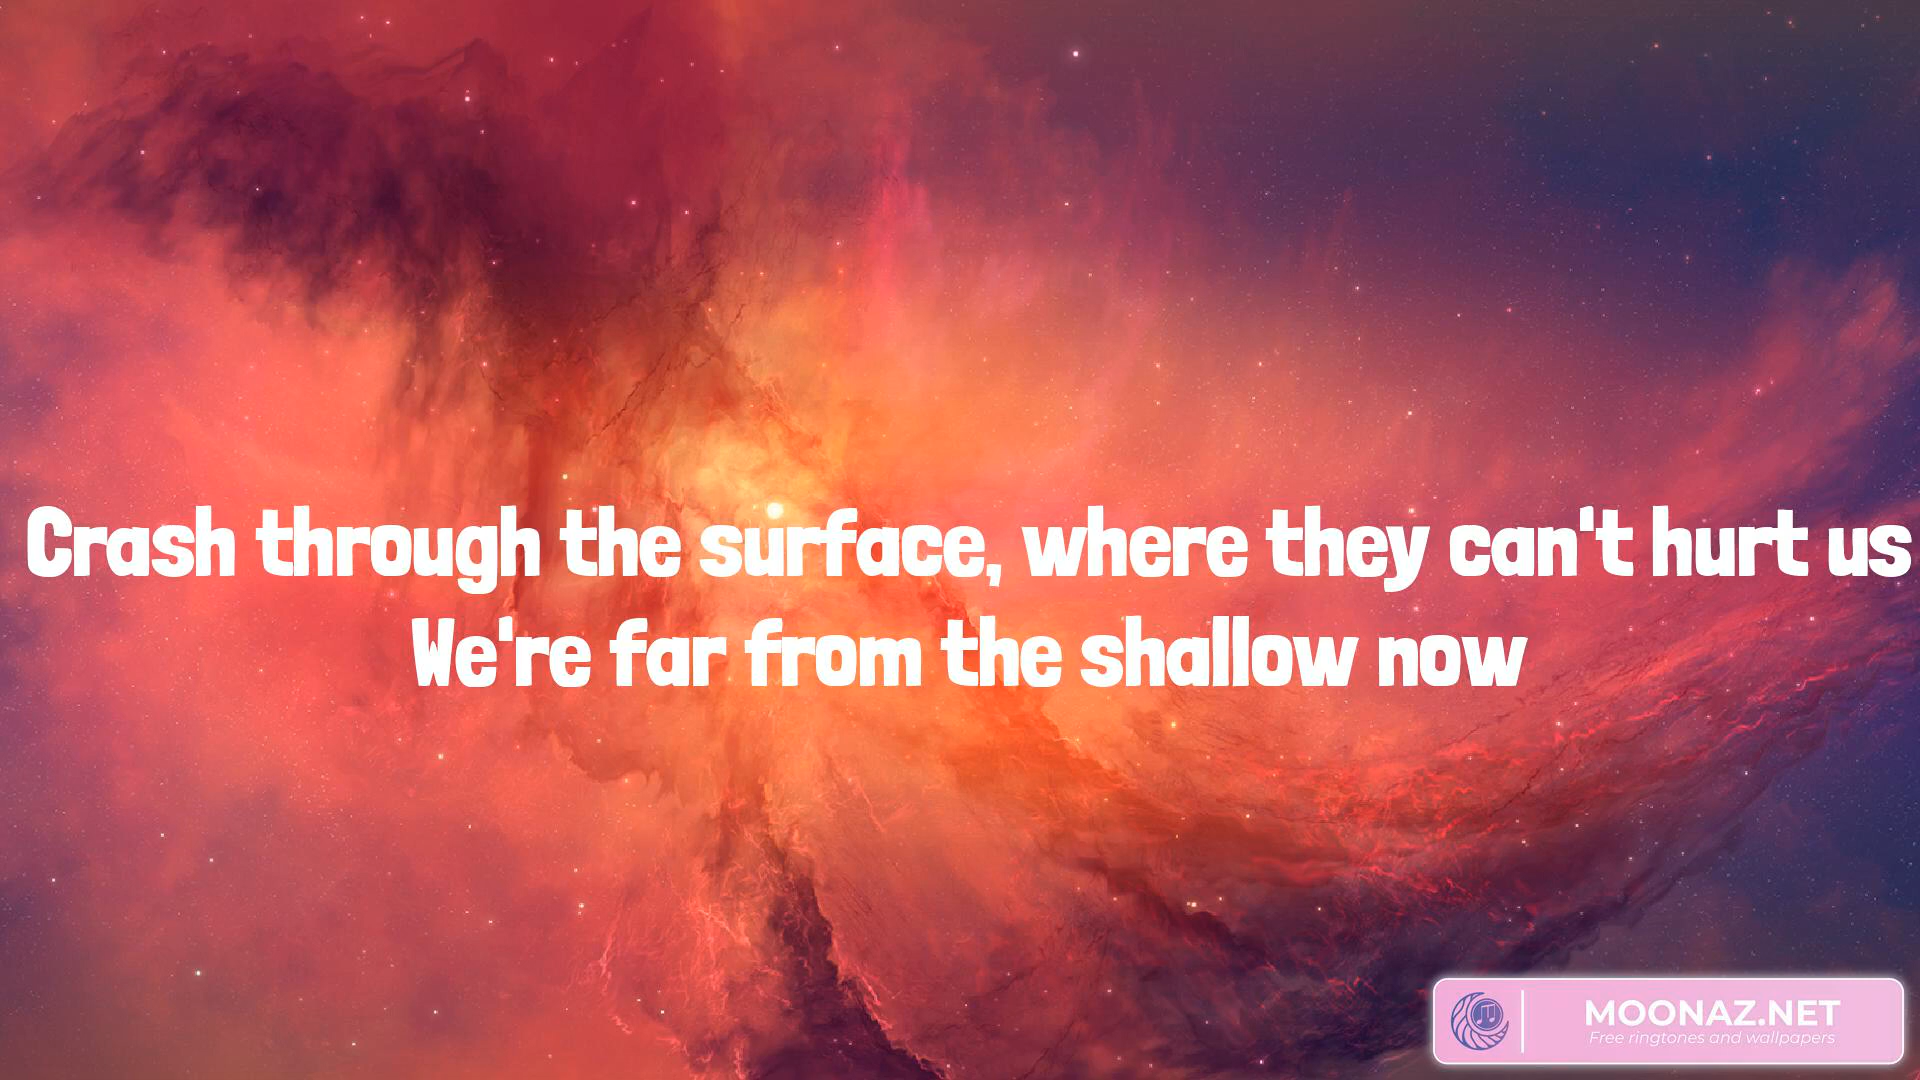 Crash through the surface, where they can't hurt us
We're far from the shallow now
MOONAZ.NET
Free ringtones and wallpapers